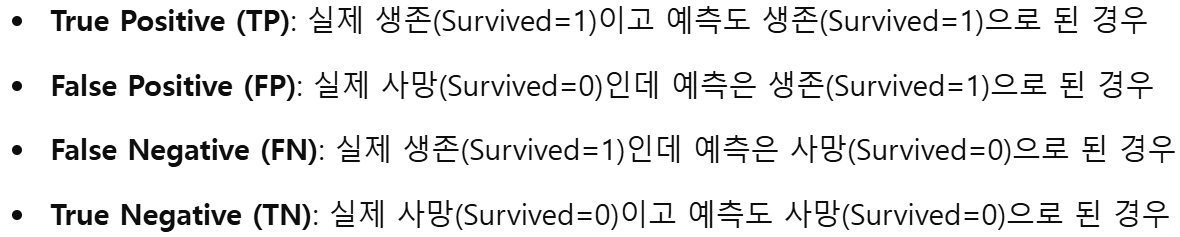 • True Positive (TP): 실제 생존(Survived=1)이고 예측도 생존(Survived=1)으로 된 경우
• False Positive (FP): 실제 사망(Survived=0)인데 예측은 생존(Survived=1)으로 된 경우
• False Negative (FN): 실제 생존(Survived=1)인데 예측은 사망(Survived=0)으로 된 경우
• True Negative (TN): 실제 사망(Survived=0)이고 예측도 사망(Survived=0)으로 된 경우